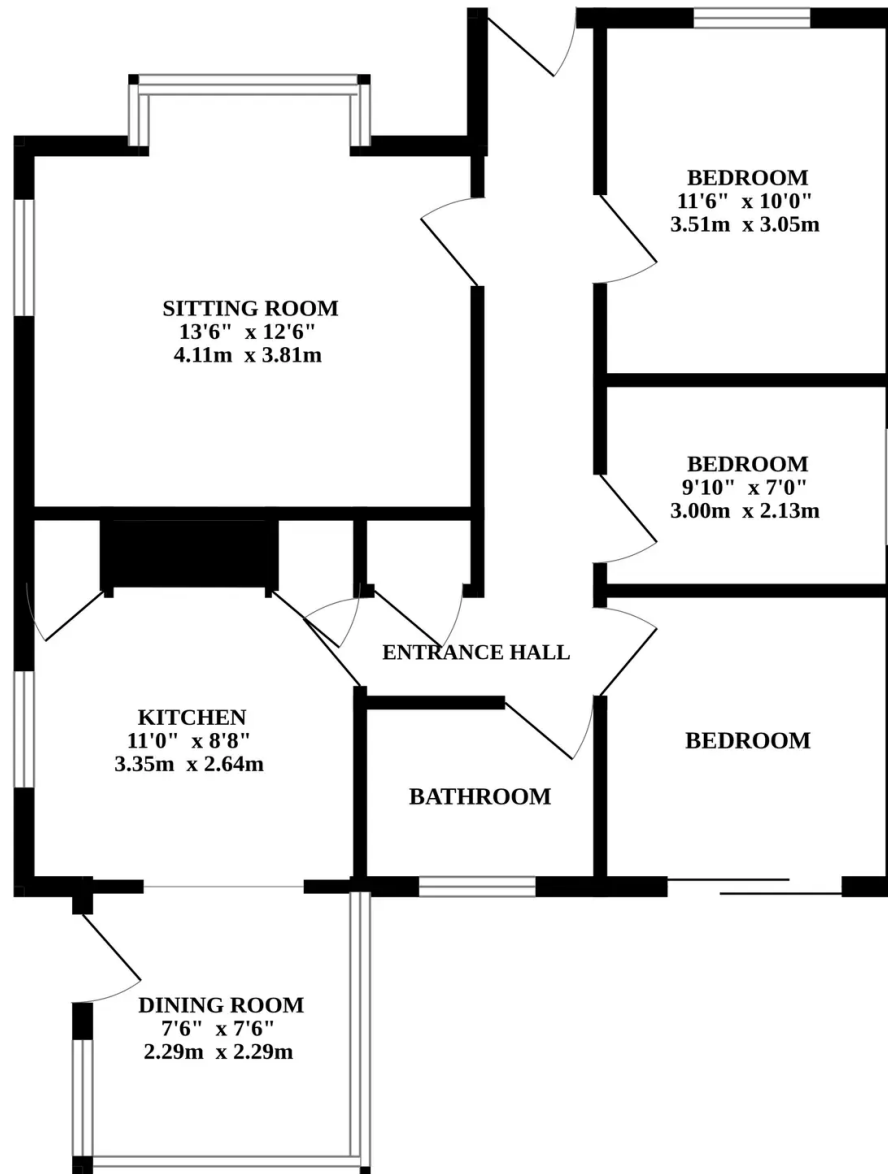 BEDROOM
11'6" x 10'0"
3.51m x 3.05m
SITTING ROOM
13'6" x 12'6"
4.11m x 3.81m
BEDROOM
9'10" x 7'0"
3.00m x 2.13m
ENTRANCE HALL
KITCHEN
11'0" x 8'8"
3.35m x 2.64m
BEDROOM
BATHROOM
DINING ROOM
7'6" x 7'6"
2.29m x 2.29m